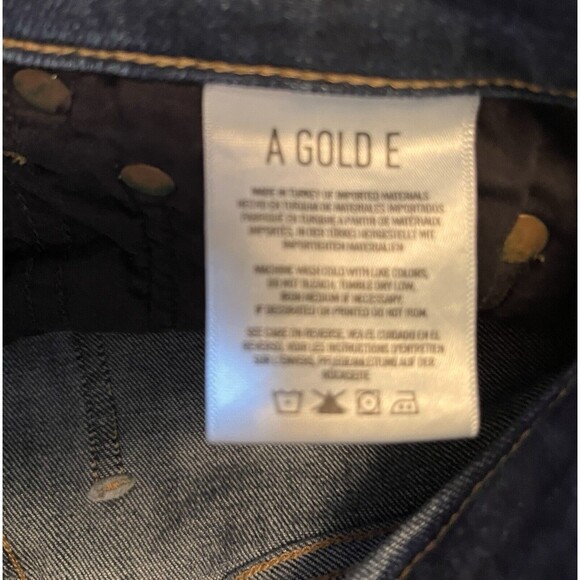 A GOLD E
MADE IN TURKEY OF IMPORTED MATERIALS
HECHO EN TURQUIA DE MATERIALES IMPORTADOS
FABRIQUÉ EN TURQUIE A PARTIR DE MATÉRIAUX
IMPORTÉS, IN DER TÜRKEI HERGESTELLT MIT
IMPORTIERTEN MATERIALIEN
MACHINE WASH COLD WITH LIKE COLORS,
DO NOT BLEACH, TUMBLE DRY LOW,
IRON MEDIUM IF NECESSARY.
IF DECORATED OR PRINTED DO NOT IRON.
SEE CARE ON REVERSE, VEA EL CUIDADO EN EL
REVERSE, VOIR LES INSTRUCTIONS D'ENTRETIEN
SUR L'ENVERS, PFLEGEANLEITUNG AUF DER
RÜCKSEITE